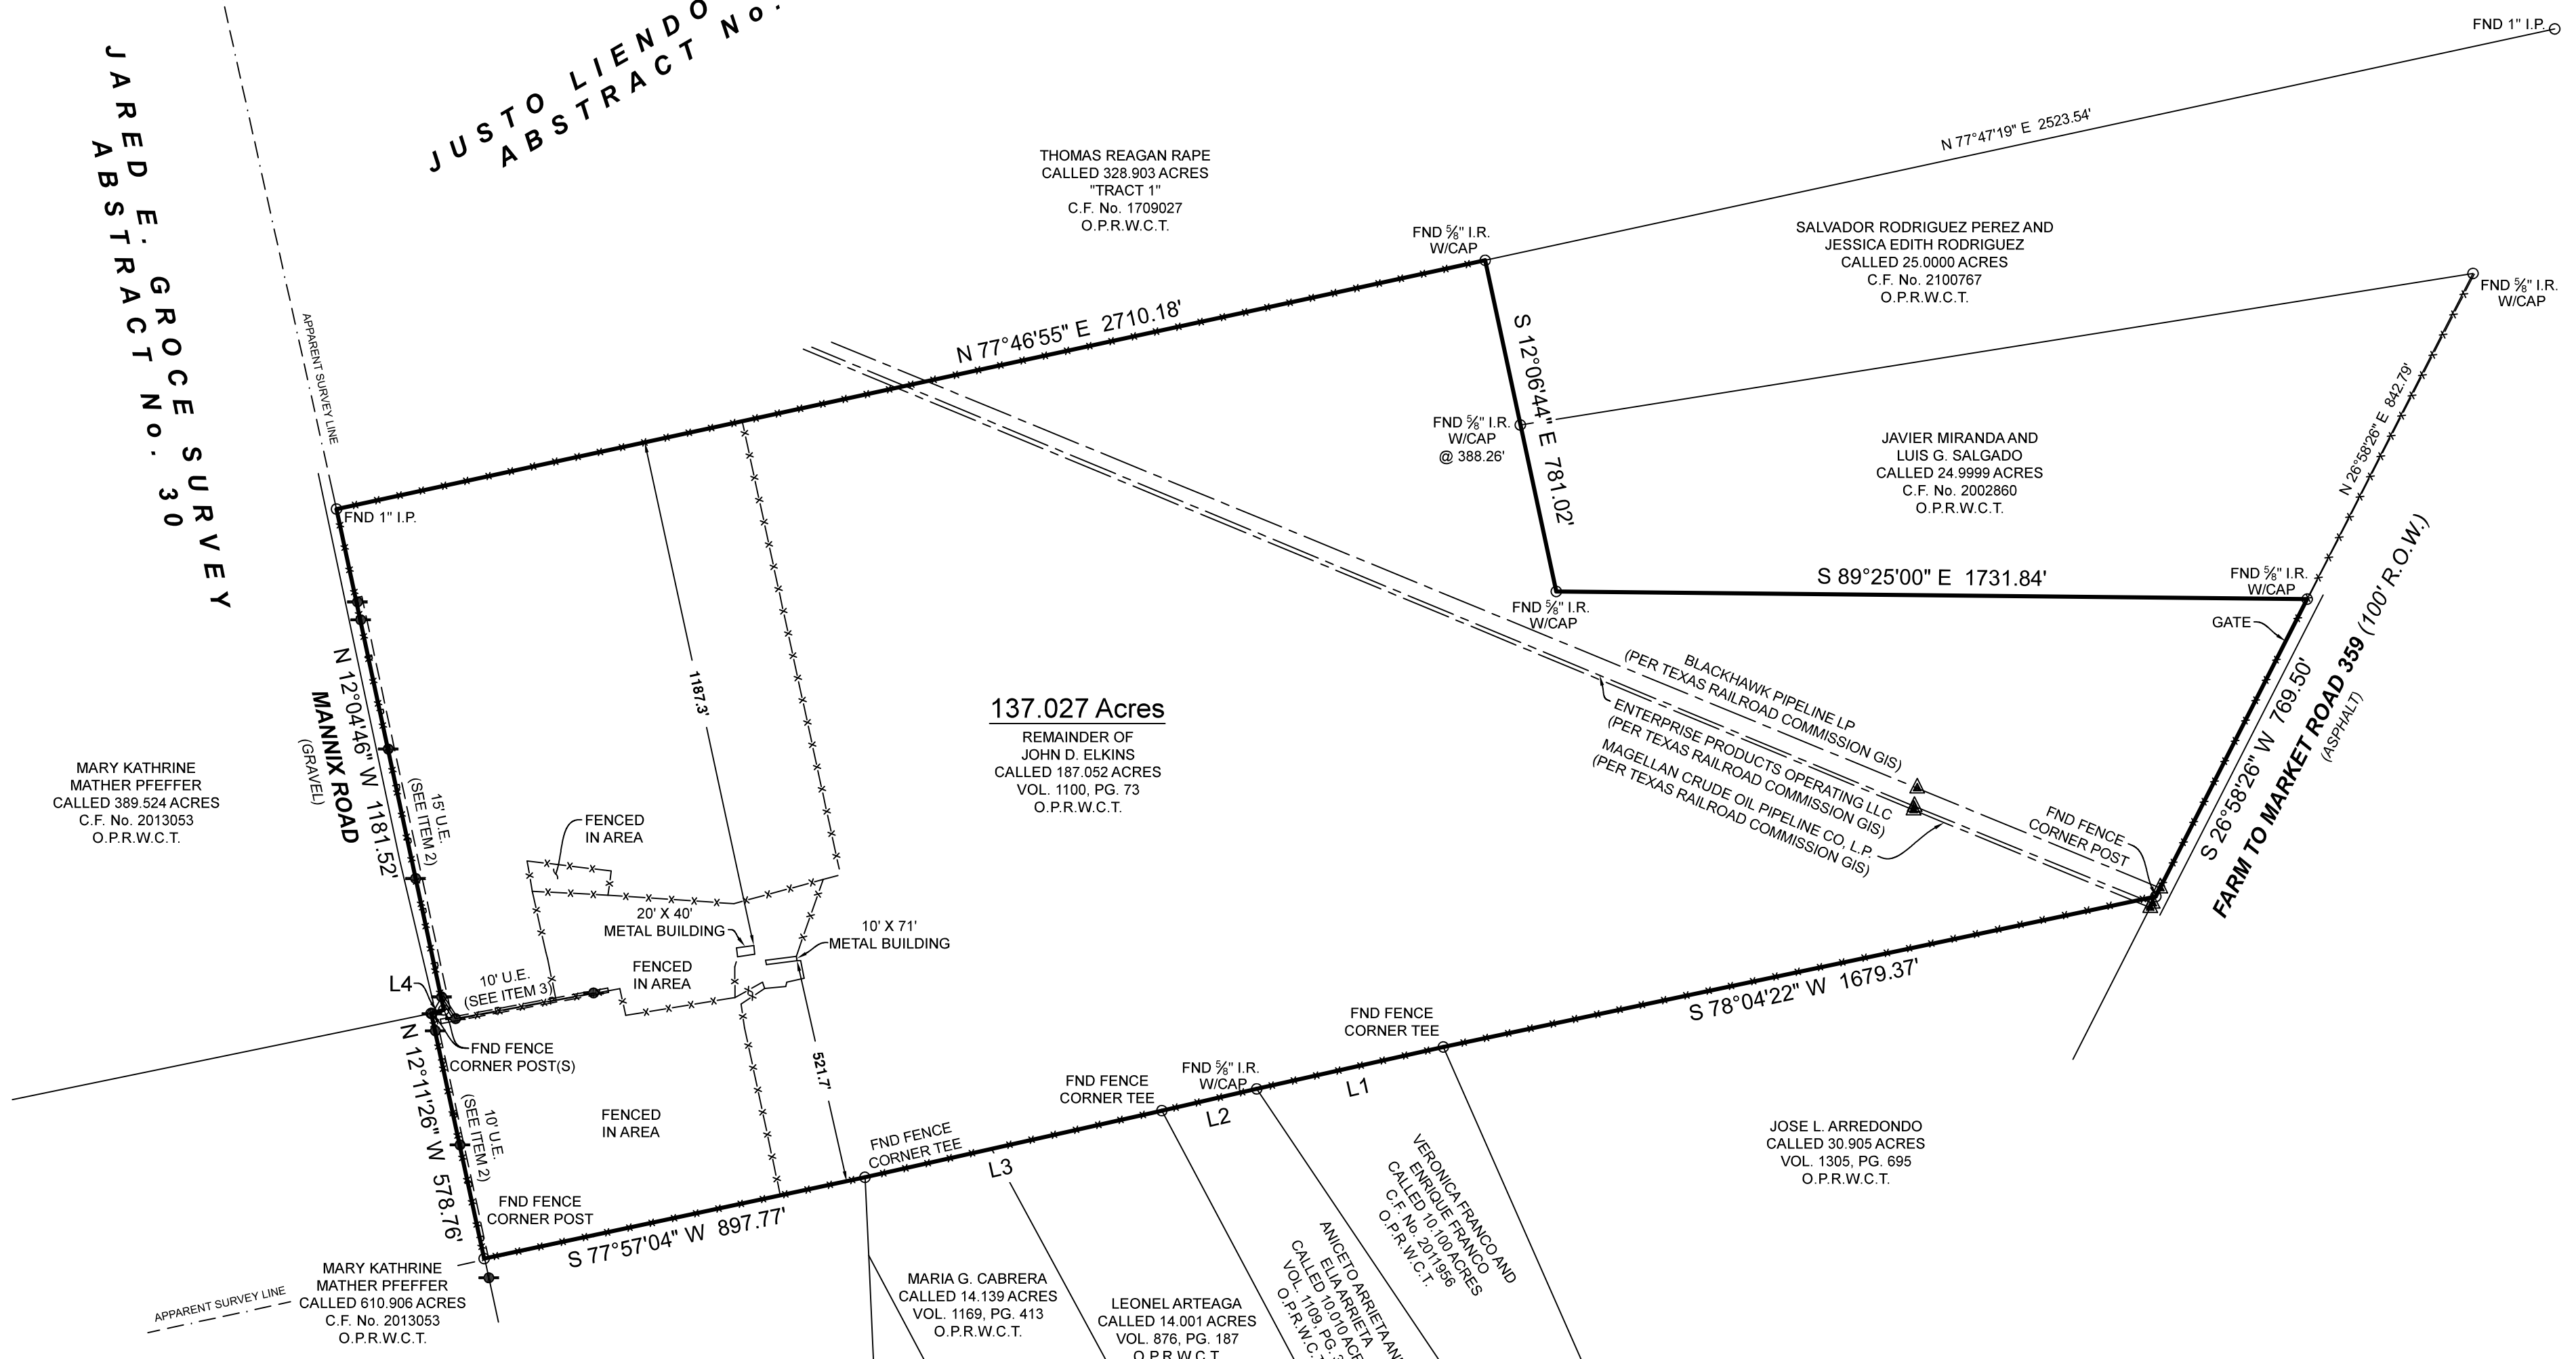 JUSTO LIENDO
ABSTRACT No.
JARED E. GROCE SURVEY
ABSTRACT No. 30
APPARENT SURVEY LINE
FND 1" I.P.
N 77°47'19" E 2523.54'
THOMAS REAGAN RAPE
CALLED 328.903 ACRES
"TRACT 1"
C.F. No. 1709027
O.P.R.W.C.T.
FND ⅝" I.R.
W/CAP
SALVADOR RODRIGUEZ PEREZ AND
JESSICA EDITH RODRIGUEZ
CALLED 25.0000 ACRES
C.F. No. 2100767
O.P.R.W.C.T.
FND ⅝" I.R.
W/CAP
N 77°46'55" E 2710.18'
S 12°06'44" E 781.02'
FND ⅝" I.R.
W/CAP
@ 388.26'
JAVIER MIRANDA AND
LUIS G. SALGADO
CALLED 24.9999 ACRES
C.F. No. 2002860
O.P.R.W.C.T.
N 26°58'26" E 842.79'
FND 1" I.P.
S 89°25'00" E 1731.84'
FND ⅝" I.R.
W/CAP
FND ⅝" I.R.
W/CAP
GATE
S 26°58'26" W 769.50'
FARM TO MARKET ROAD 359 (100' R.O.W.)
(ASPHALT)
BLACKHAWK PIPELINE LP
(PER TEXAS RAILROAD COMMISSION GIS)
ENTERPRISE PRODUCTS OPERATING LLC
(PER TEXAS RAILROAD COMMISSION GIS)
MAGELLAN CRUDE OIL PIPELINE CO, L.P.
(PER TEXAS RAILROAD COMMISSION GIS)
FND FENCE
CORNER POST
N 12°04'46" W 1181.52'
MANNIX ROAD
(GRAVEL)
15' U.E.
(SEE ITEM 2)
1187.3'
137.027 Acres
REMAINDER OF
JOHN D. ELKINS
CALLED 187.052 ACRES
VOL. 1100, PG. 73
O.P.R.W.C.T.
MARY KATHRINE
MATHER PFEFFER
CALLED 389.524 ACRES
C.F. No. 2013053
O.P.R.W.C.T.
FENCED
IN AREA
20' X 40'
METAL BUILDING
10' X 71'
METAL BUILDING
FENCED
IN AREA
L4
10' U.E.
(SEE ITEM 3)
S 78°04'22" W 1679.37'
FND FENCE
CORNER POST(S)
N 12°11'26" W 578.76'
10' U.E.
(SEE ITEM 2)
521.7'
FENCED
IN AREA
FND FENCE
CORNER TEE
FND ⅝" I.R.
W/CAP
FND FENCE
CORNER TEE
FND FENCE
CORNER TEE
L1
L2
L3
FND FENCE
CORNER POST
S 77°57'04" W 897.77'
JOSE L. ARREDONDO
CALLED 30.905 ACRES
VOL. 1305, PG. 695
O.P.R.W.C.T.
VERONICA FRANCO AND
ENRIQUE FRANCO
CALLED 10.100 ACRES
C.F. No. 2011956
O.P.R.W.C.T.
ANICETO ARRIETA AN
ELIA ARRIETA
CALLED 10.010 ACR
VOL. 1109, PG.
O.P.R.W.C.
MARIA G. CABRERA
CALLED 14.139 ACRES
VOL. 1169, PG. 413
O.P.R.W.C.T.
LEONEL ARTEAGA
CALLED 14.001 ACRES
VOL. 876, PG. 187
O.P.R.W.C.T.
MARY KATHRINE
MATHER PFEFFER
CALLED 610.906 ACRES
C.F. No. 2013053
O.P.R.W.C.T.
APPARENT SURVEY LINE